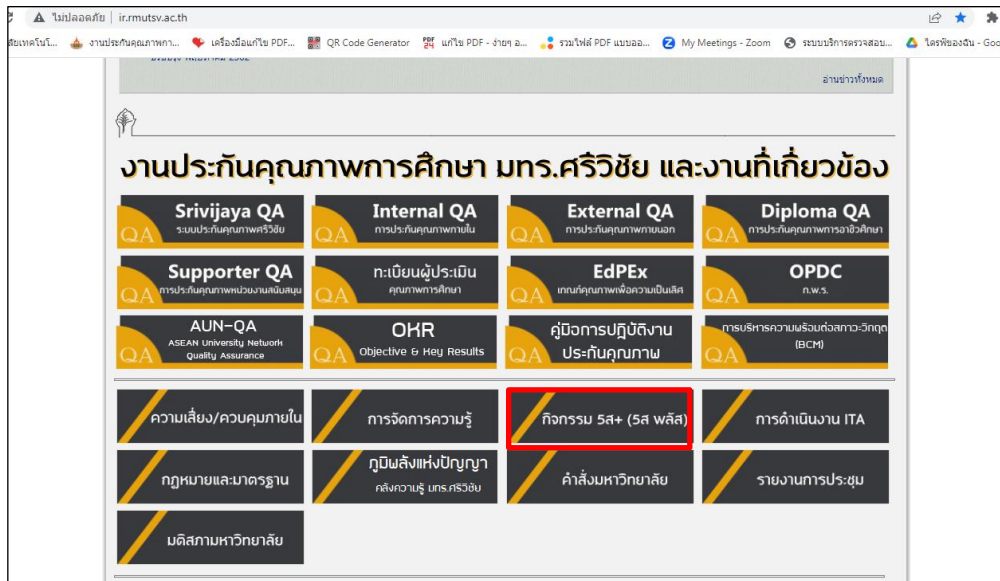 ไม่ปลอดภัย | ir.rmutsv.ac.th
งานประกันคุณภาพกา... เครื่องมือแก้ไข PDF... QR Code Generator แก้ไข PDF - ง่ายๆ อ... รวมไฟล์ PDF แบบออ... My Meetings - Zoom ระบบบริการตรวจสอบ... ไดรฟ์ของฉัน - Goo
อ่านข่าวทั้งหมด
งานประกันคุณภาพการศึกษา มทร.ศรีวิชัย และงานที่เกี่ยวข้อง
QA Srivijaya QA
ระบบประกันคุณภาพศรีวิชัย
QA Internal QA
การประกันคุณภาพภายใน
QA External QA
การประกันคุณภาพภายนอก
QA Diploma QA
การประกันคุณภาพการอาชีวศึกษา
QA Supporter QA
การประกันคุณภาพหน่วยงานสนับสนุน
QA ทะเบียนผู้ประเมิน
คุณภาพการศึกษา
QA EdPEx
เกณฑ์คุณภาพเพื่อความเป็นเลิศ
QA OPDC
ก.พ.ร.
QA AUN-QA
ASEAN University Network
Quality Assurance
QA OKR
Objective & Key Results
QA คู่มือการปฎิบัติงาน
ประกันคุณภาพ
QA การบริหารความพร้อมต่อสภาวะวิกฤต
(BCM)
ความเสี่ยง/ควบคุมภายใน
การจัดการความรู้
กิจกรรม 5ส+ (5ส พลัส)
การดำเนินงาน ITA
กฎหมายและมาตรฐาน
ภูมิพลังแห่งปัญญา
คลังความรู้ มทร.ศรีวิชัย
คำสั่งมหาวิทยาลัย
รายงานการประชุม
มติสภามหาวิทยาลัย